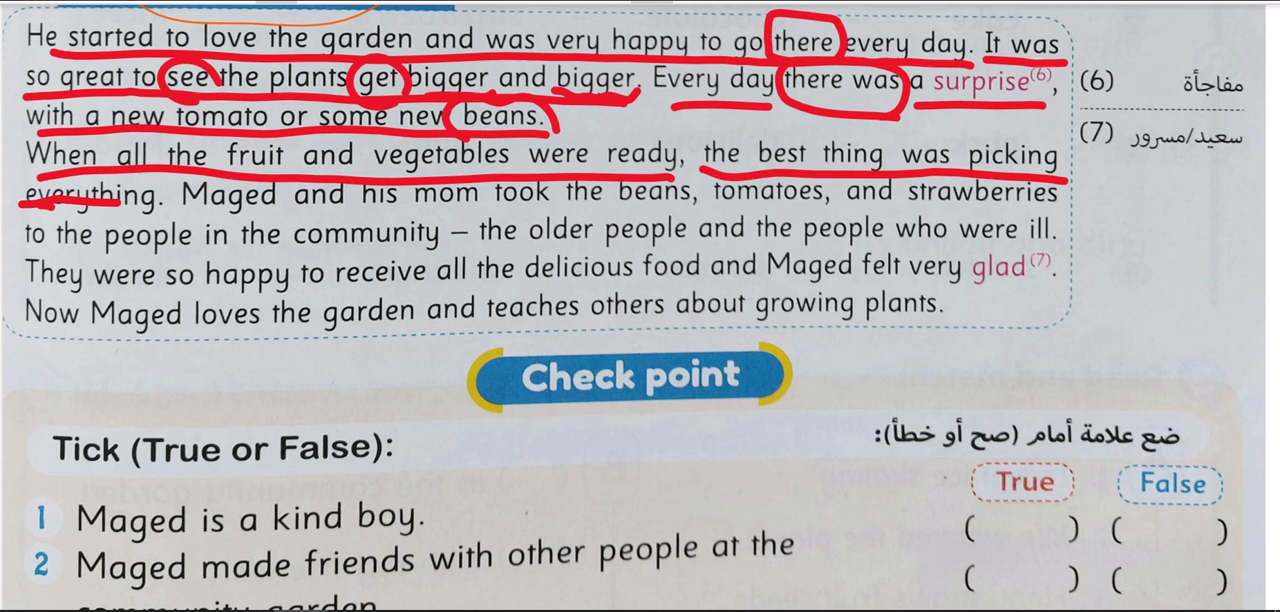 He started to love the garden and was very happy to go there every day. It was
so great to see the plants get bigger and bigger. Every day there was a surprise(6),
with a new tomato or some new beans.
When all the fruit and vegetables were ready, the best thing was picking
everything. Maged and his mom took the beans, tomatoes, and strawberries
to the people in the community – the older people and the people who were ill.
They were so happy to receive all the delicious food and Maged felt very glad(7).
Now Maged loves the garden and teaches others about growing plants.
(6) مفاجأة
(7) سعيد/مسرور
Check point
Tick (True or False):
ضع علامة أمام (صح أو خطأ):
True False
1 Maged is a kind boy. ( ) ( )
2 Maged made friends with other people at the ( ) ( )
community garden